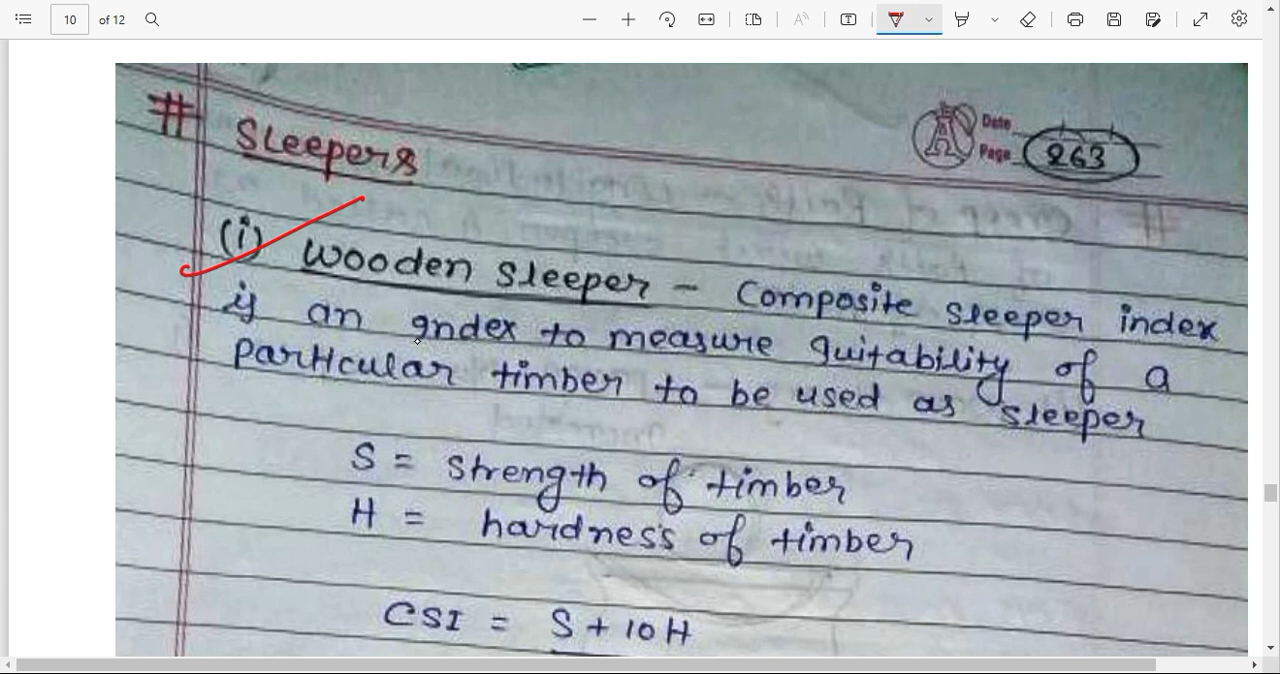 10 of 12
Date
Page 263
# Sleepers
(i) Wooden Sleeper - Composite sleeper index
is an index to measure suitability of a
particular timber to be used as sleeper
S = Strength of timber
H = hardness of timber
CSI = S + 10H